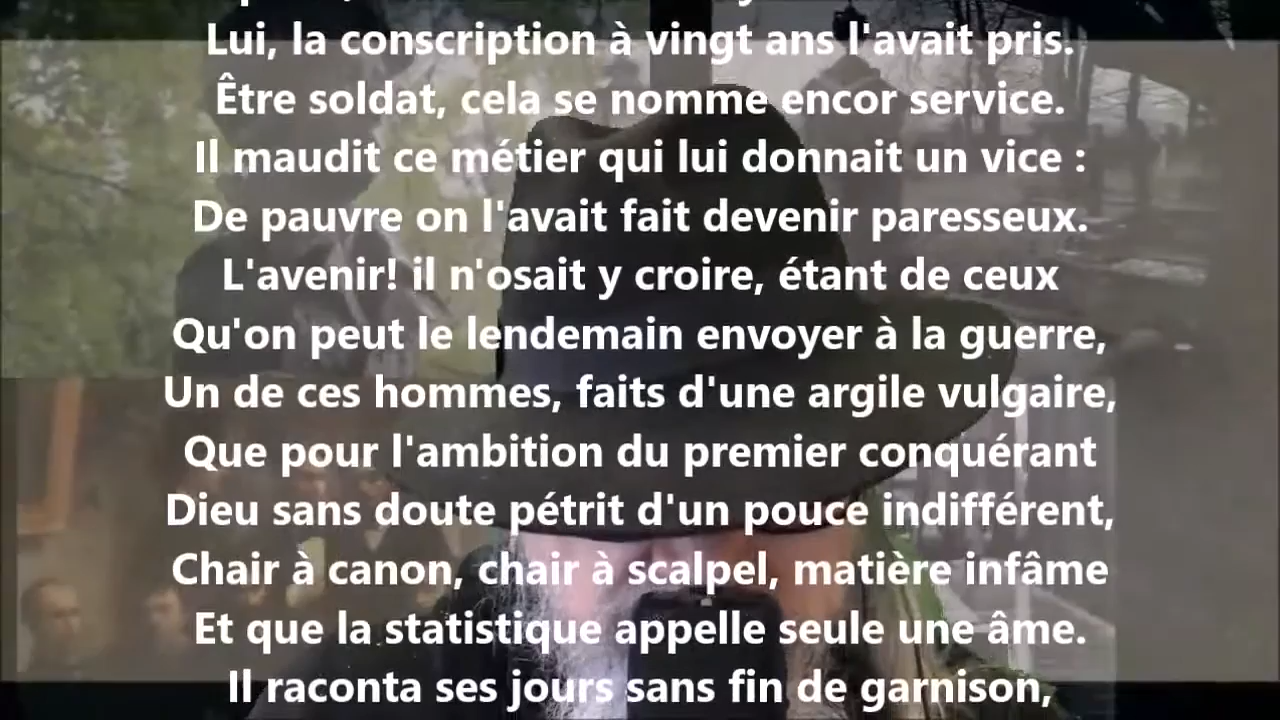 Lui, la conscription à vingt ans l'avait pris.
Être soldat, cela se nomme encor service.
Il maudit ce métier qui lui donnait un vice :
De pauvre on l'avait fait devenir paresseux.
L'avenir! il n'osait y croire, étant de ceux
Qu'on peut le lendemain envoyer à la guerre,
Un de ces hommes, faits d'une argile vulgaire,
Que pour l'ambition du premier conquérant
Dieu sans doute pétrit d'un pouce indifférent,
Chair à canon, chair à scalpel, matière infâme
Et que la statistique appelle seule une âme.
Il raconta ses jours sans fin de garnison,